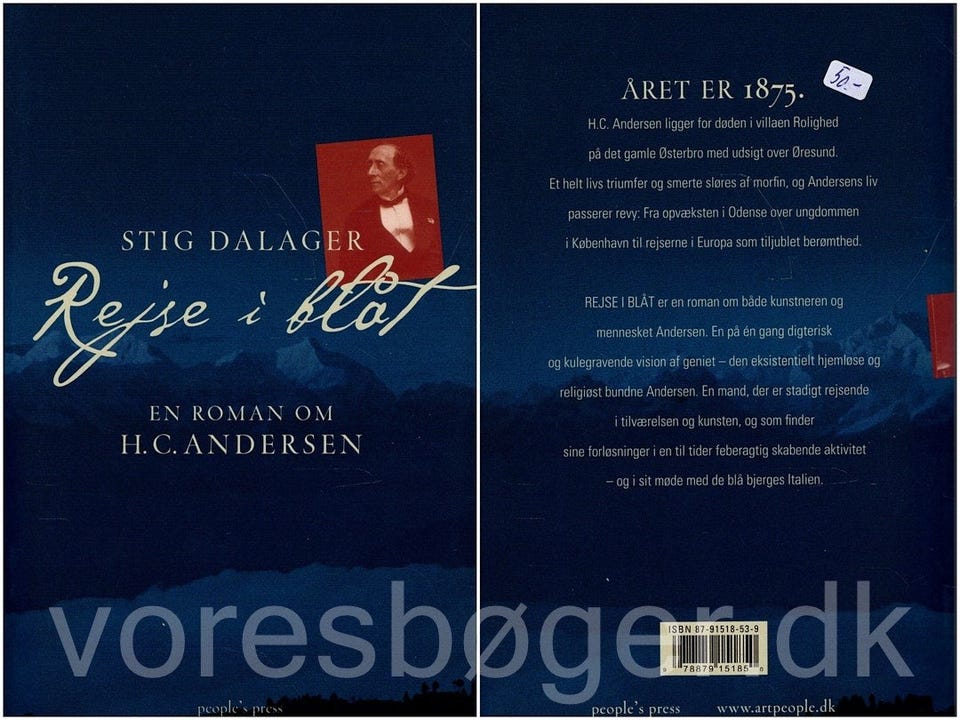 STIG DALAGER
Rejse i blåt
EN ROMAN OM
H.C. ANDERSEN
people's press
50.-
ÅRET ER 1875.
H.C. Andersen ligger for døden i villaen Rolighed
på det gamle Østerbro med udsigt over Øresund.
Et helt livs triumfer og smerte sløres af morfin, og Andersens liv
passerer revy: Fra opvæksten i Odense over ungdommen
i København til rejserne i Europa som tiljublet berømthed.
REJSE I BLÅT er en roman om både kunstneren og
mennesket Andersen. En på én gang digterisk
og kulegravende vision af geniet – den eksistentielt hjemløse og
religiøst bundne Andersen. En mand, der er stadigt rejsende
i tilværelsen og kunsten, og som finder
sine forløsninger i en til tider feberagtig skabende aktivitet
– og i sit møde med de blå bjerges Italien.
voresbøger.dk
ISBN 87-91518-53-9
people's press www.artpeople.dk